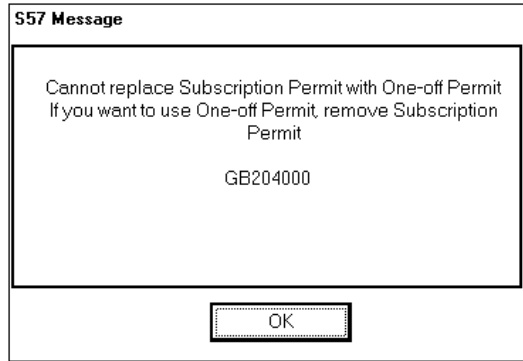 S57 Message
Cannot replace Subscription Permit with One-off Permit
If you want to use One-off Permit, remove Subscription
Permit
GB204000
OK